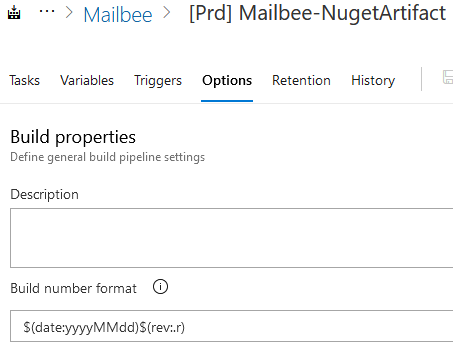 ··· > Mailbee > [Prd] Mailbee-NugetArtifact
Tasks Variables Triggers Options Retention History
Build properties
Define general build pipeline settings
Description
Build number format
$(date:yyyyMMdd)$(rev:.r)